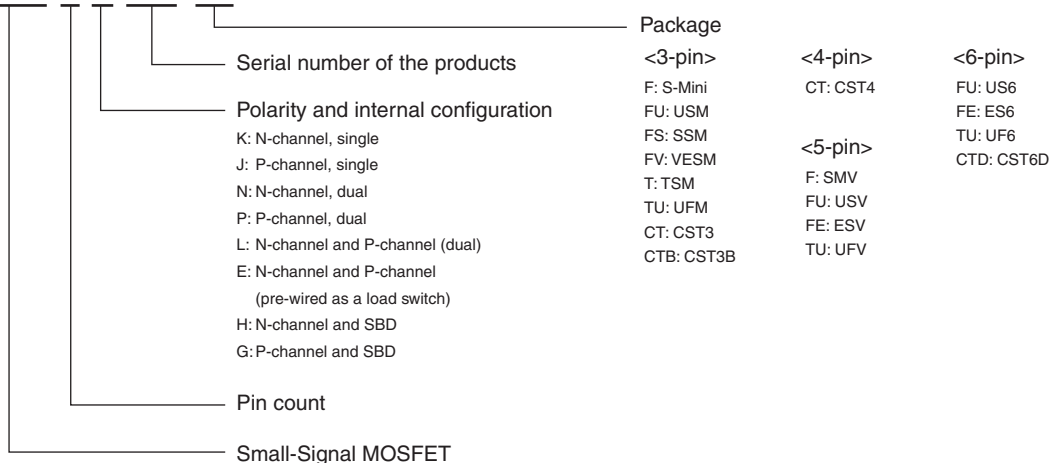 Package
Serial number of the products
Polarity and internal configuration
K: N-channel, single
J: P-channel, single
N: N-channel, dual
P: P-channel, dual
L: N-channel and P-channel (dual)
E: N-channel and P-channel
(pre-wired as a load switch)
H: N-channel and SBD
G: P-channel and SBD
Pin count
Small-Signal MOSFET
<3-pin>
F: S-Mini
FU: USM
FS: SSM
FV: VESM
T: TSM
TU: UFM
CT: CST3
CTB: CST3B
<4-pin>
CT: CST4
<5-pin>
F: SMV
FU: USV
FE: ESV
TU: UFV
<6-pin>
FU: US6
FE: ES6
TU: UF6
CTD: CST6D